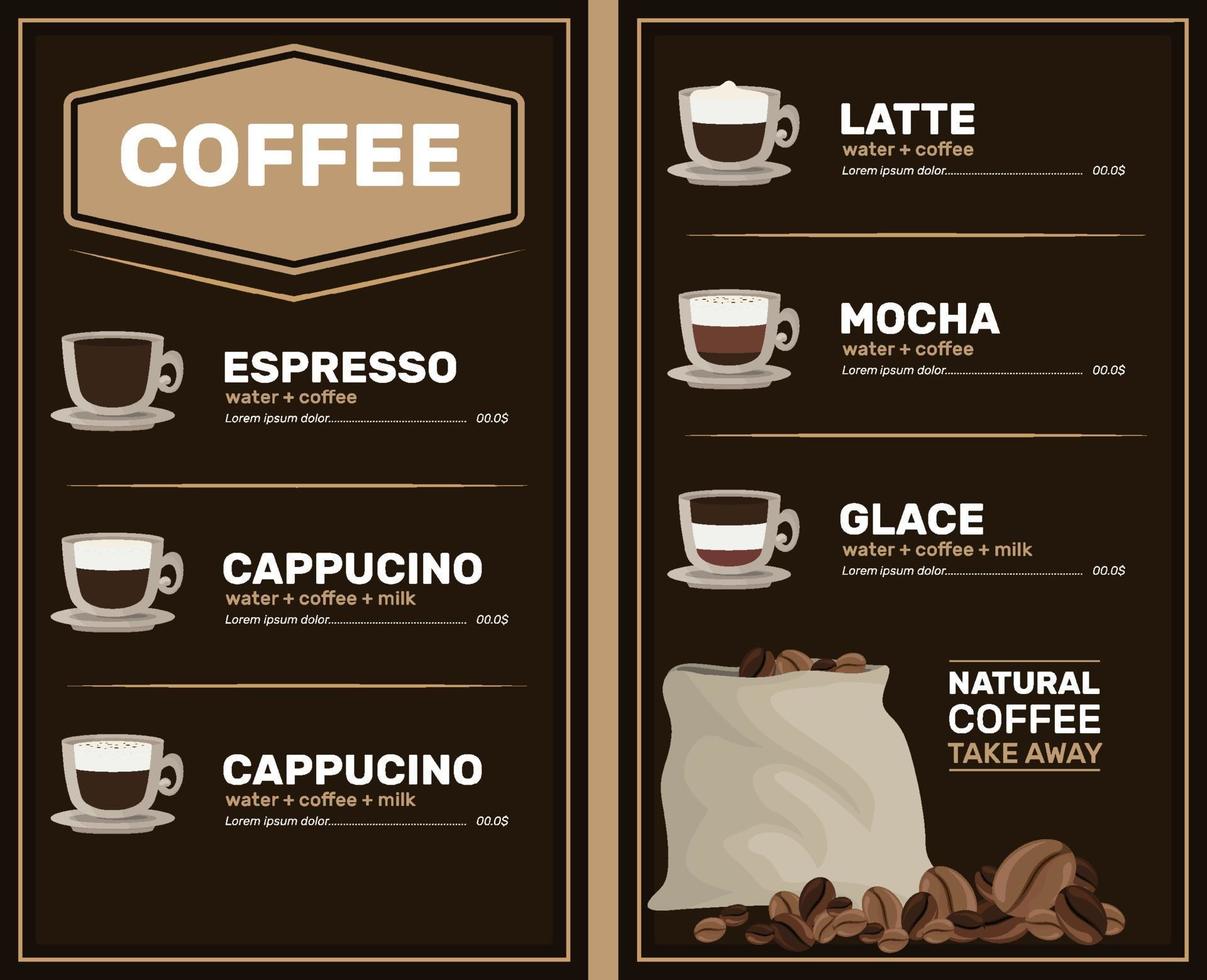 COFFEE
ESPRESSO
water + coffee
Lorem ipsum dolor................................................ 00.0$
CAPPUCINO
water + coffee + milk
Lorem ipsum dolor................................................ 00.0$
CAPPUCINO
water + coffee + milk
Lorem ipsum dolor................................................ 00.0$
LATTE
water + coffee
Lorem ipsum dolor................................................ 00.0$
MOCHA
water + coffee
Lorem ipsum dolor................................................ 00.0$
GLACE
water + coffee + milk
Lorem ipsum dolor................................................ 00.0$
NATURAL
COFFEE
TAKE AWAY